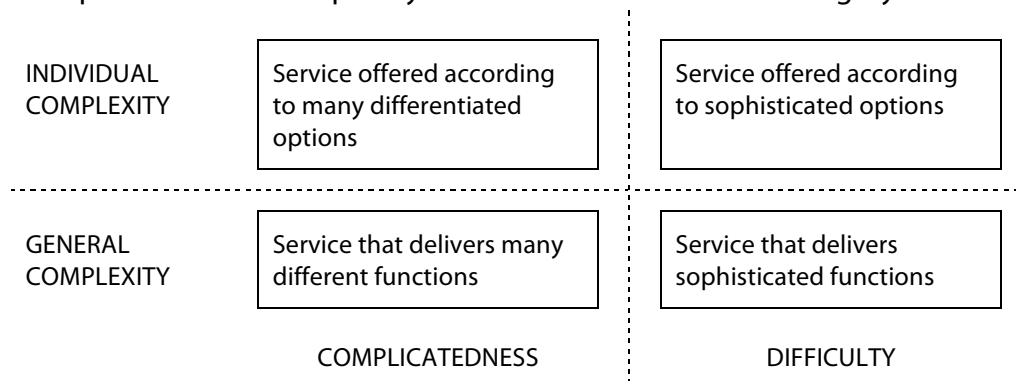 INDIVIDUAL
COMPLEXITY
Service offered according
to many differentiated
options
Service offered according
to sophisticated options
GENERAL
COMPLEXITY
Service that delivers many
different functions
Service that delivers
sophisticated functions
COMPLICATEDNESS
DIFFICULTY